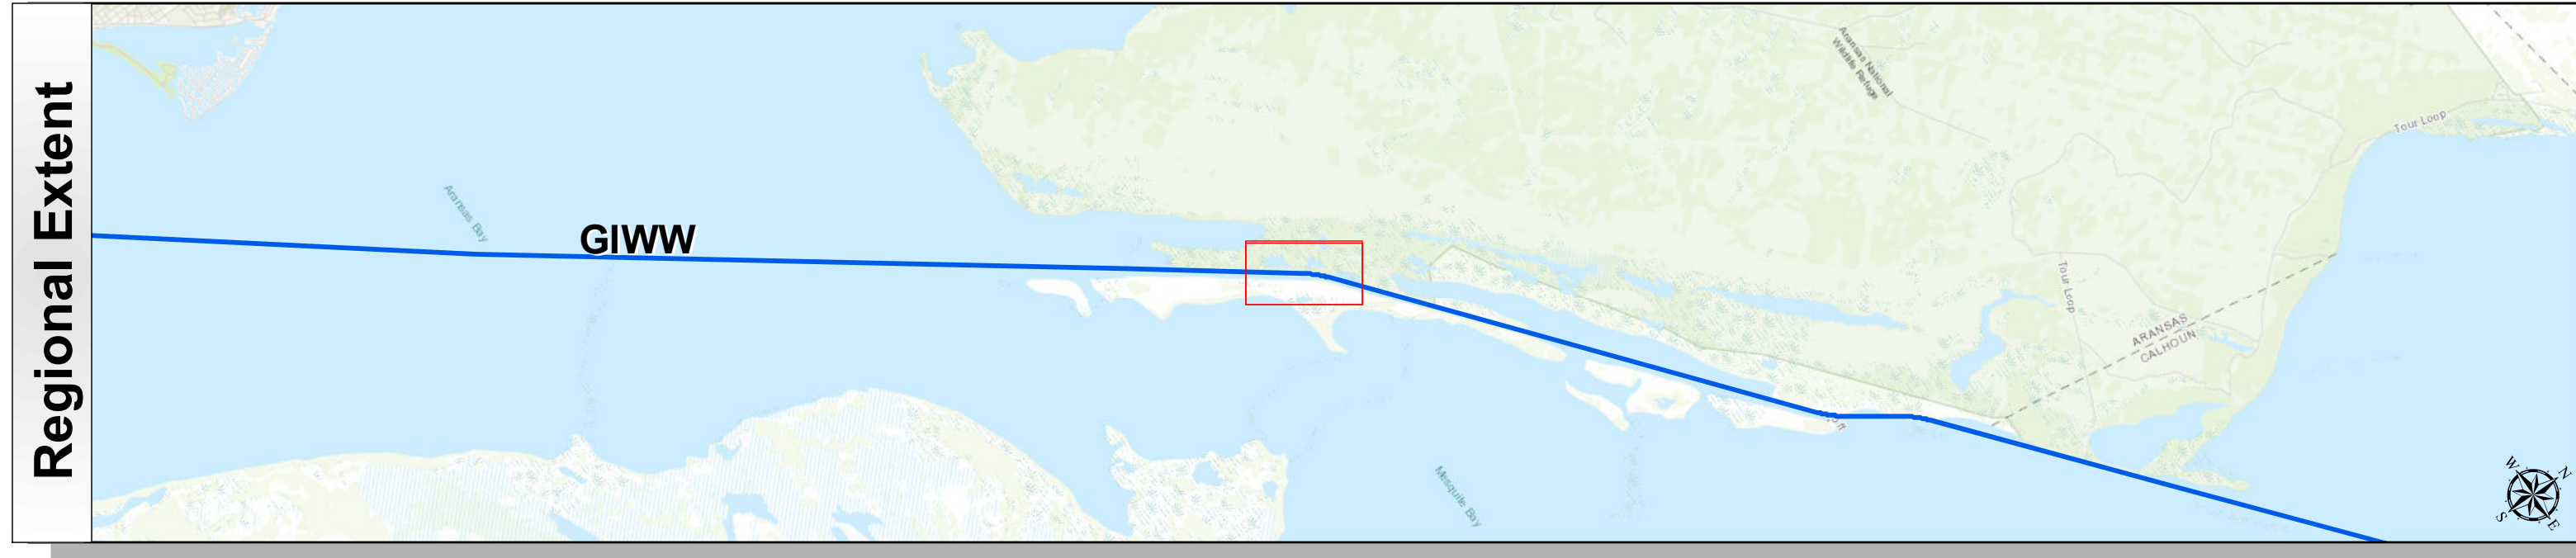 Regional Extent
Aransas Bay
GIWW
Aransas National
Wildlife Refuge
Tour Loop
Tour Loop
ARANSAS
CALHOUN
Mesquite Bay
W
N
S
E